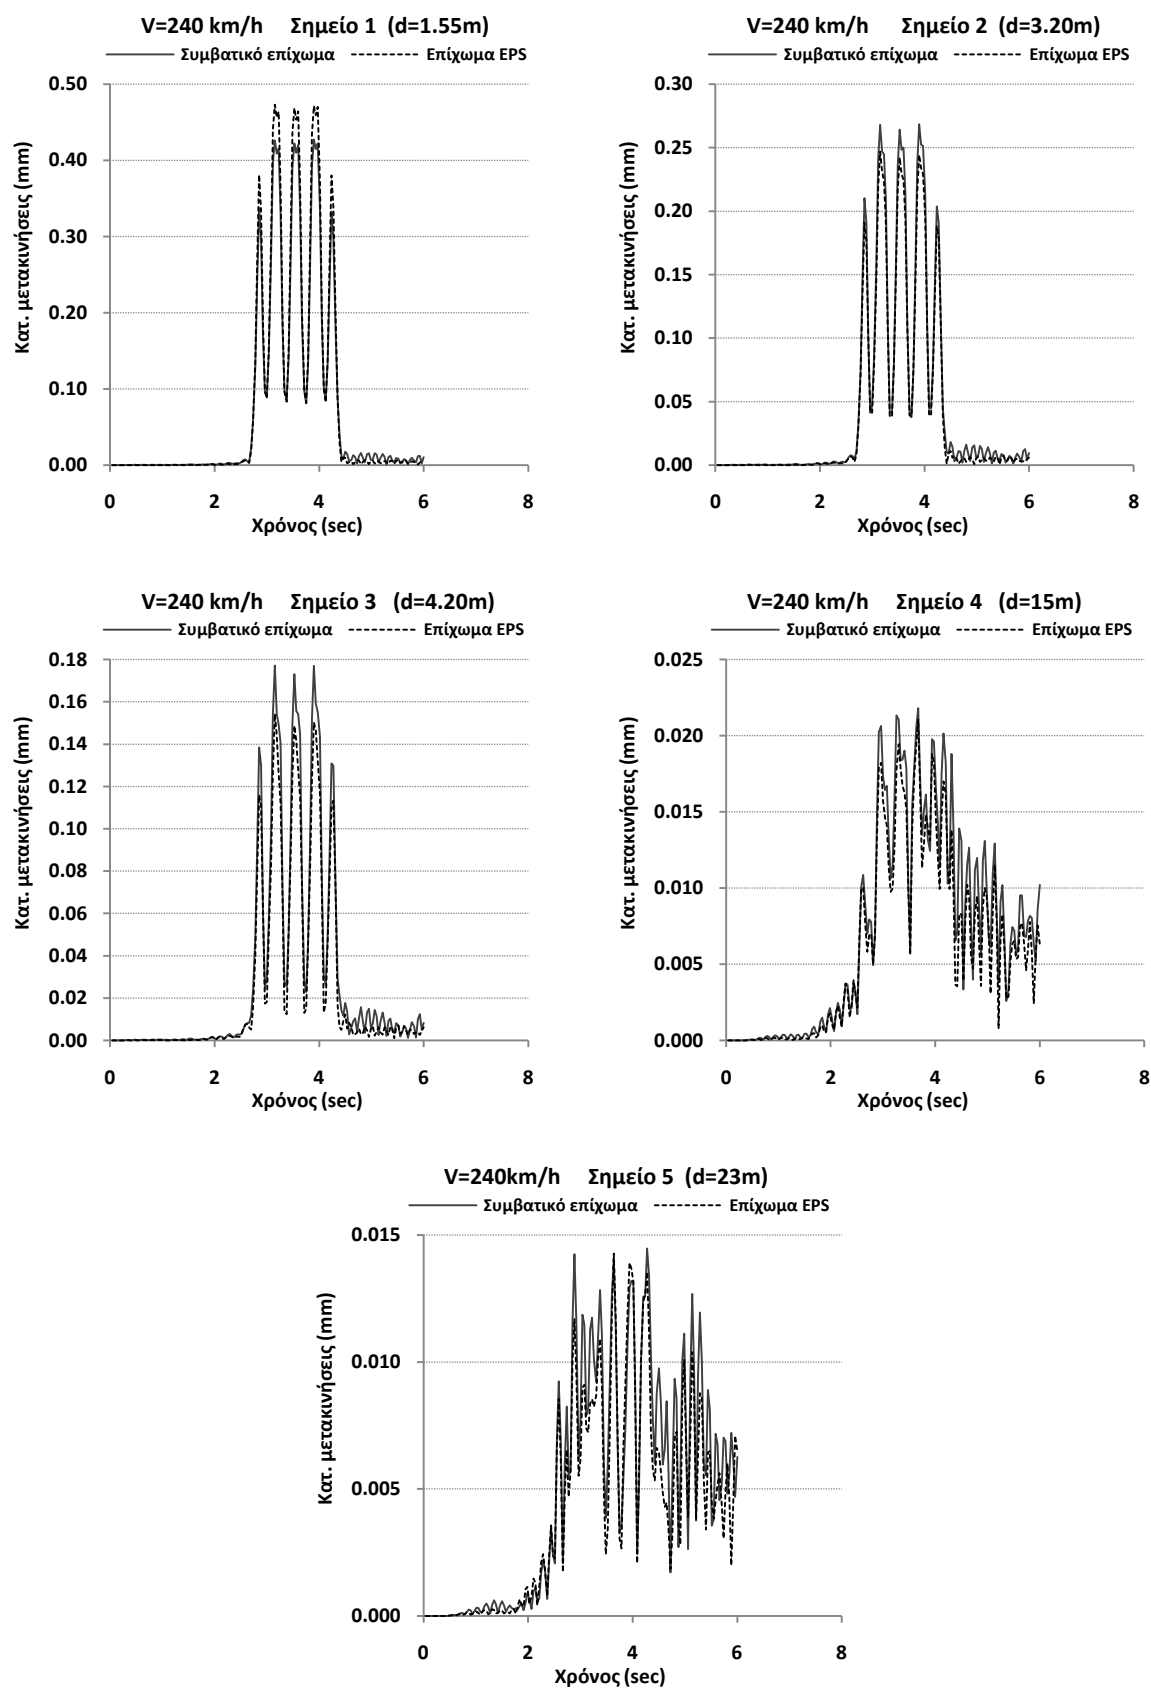 V=240 km/h Σημείο 1 (d=1.55m)
Συμβατικό επίχωμα Επίχωμα EPS
0.50
0.40
0.30
0.20
0.10
0.00
Κατ. μετακινήσεις (mm)
0 2 4 6 8
Χρόνος (sec)
V=240 km/h Σημείο 2 (d=3.20m)
Συμβατικό επίχωμα Επίχωμα EPS
0.30
0.25
0.20
0.15
0.10
0.05
0.00
Κατ. μετακινήσεις (mm)
0 2 4 6 8
Χρόνος (sec)
V=240 km/h Σημείο 3 (d=4.20m)
Συμβατικό επίχωμα Επίχωμα EPS
0.18
0.16
0.14
0.12
0.10
0.08
0.06
0.04
0.02
0.00
Κατ. μετακινήσεις (mm)
0 2 4 6 8
Χρόνος (sec)
V=240 km/h Σημείο 4 (d=15m)
Συμβατικό επίχωμα Επίχωμα EPS
0.025
0.020
0.015
0.010
0.005
0.000
Κατ. μετακινήσεις (mm)
0 2 4 6 8
Χρόνος (sec)
V=240km/h Σημείο 5 (d=23m)
Συμβατικό επίχωμα Επίχωμα EPS
0.015
0.010
0.005
0.000
Κατ. μετακινήσεις (mm)
0 2 4 6 8
Χρόνος (sec)